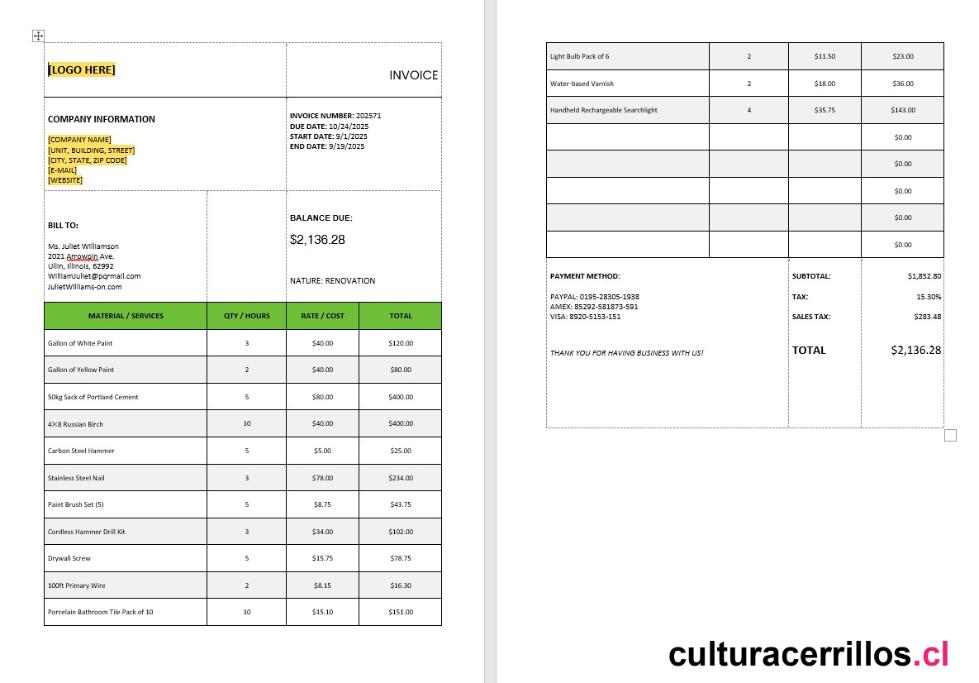 [LOGO HERE]
INVOICE
COMPANY INFORMATION
[COMPANY NAME]
[UNIT, BUILDING, STREET]
[CITY, STATE, ZIP CODE]
[E-MAIL]
[WEBSITE]
INVOICE NUMBER: 202571
DUE DATE: 10/24/2025
START DATE: 9/1/2025
END DATE: 9/19/2025
BILL TO:
Ms. Juliet Williamson
2021 Amowpin Ave.
Ullin, Illinois, 62992
WilliamJuliet@pqrmail.com
JulietWilliams-on.com
BALANCE DUE:
$2,136.28
NATURE: RENOVATION
MATERIAL / SERVICES QTY / HOURS RATE / COST TOTAL
Gallon of White Paint 3 $40.00 $120.00
Gallon of Yellow Paint 2 $40.00 $80.00
50kg Sack of Portland Cement 5 $80.00 $400.00
4×8 Russian Birch 10 $40.00 $400.00
Carbon Steel Hammer 5 $5.00 $25.00
Stainless Steel Nail 3 $78.00 $234.00
Paint Brush Set (5) 5 $8.75 $43.75
Cordless Hammer Drill Kit 3 $34.00 $102.00
Drywall Screw 5 $15.75 $78.75
100ft Primary Wire 2 $8.15 $16.30
Porcelain Bathroom Tile Pack of 10 10 $15.10 $151.00
Light Bulb Pack of 6 2 $11.50 $23.00
Water-based Varnish 2 $18.00 $36.00
Handheld Rechargeable Searchlight 4 $35.75 $143.00
$0.00
$0.00
$0.00
$0.00
$0.00
PAYMENT METHOD:
PAYPAL: 0195-28305-1938
AMEX: 85292-581873-591
VISA: 8920-5153-151
THANK YOU FOR HAVING BUSINESS WITH US!
SUBTOTAL: $1,852.80
TAX: 15.30%
SALES TAX: $283.48
TOTAL $2,136.28
culturacerrillos.cl